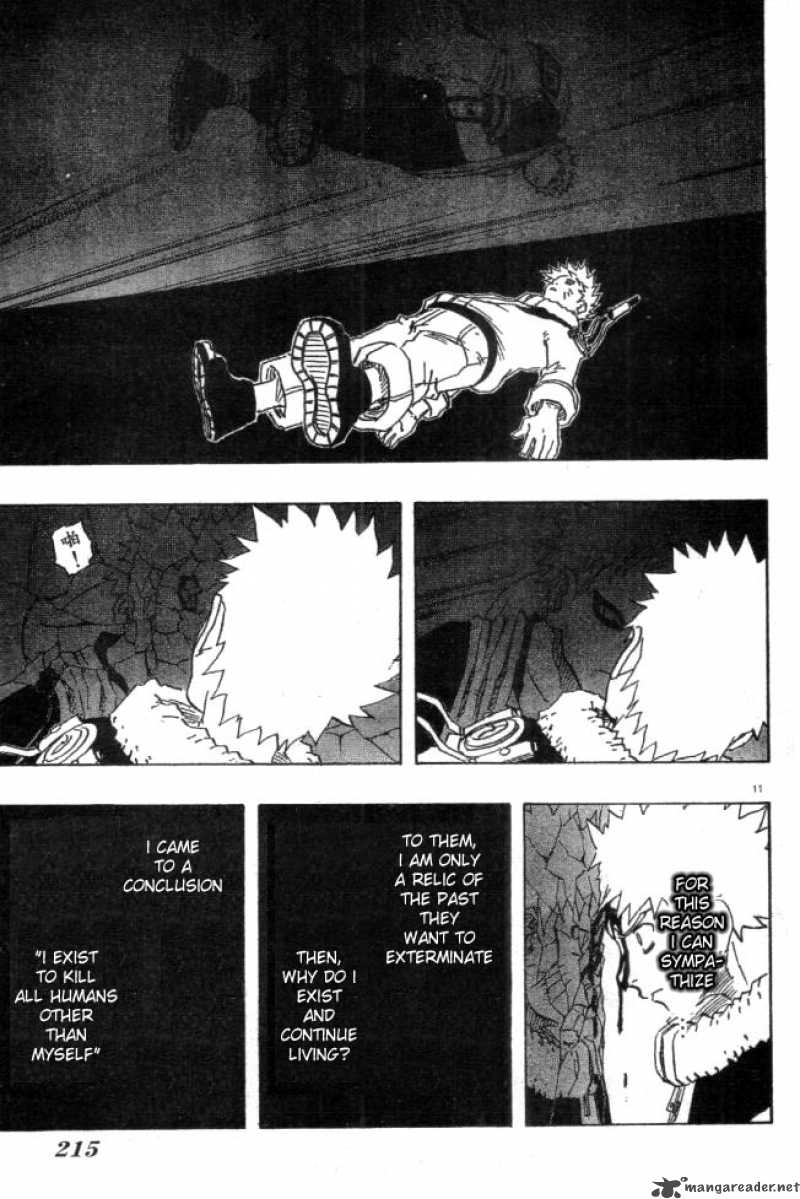 啪!
11
FOR
THIS
REASON
I CAN
SYMPA-
THIZE
TO THEM,
I AM ONLY
A RELIC OF
THE PAST
THEY
WANT TO
EXTERMINATE
THEN,
WHY DO I
EXIST
AND
CONTINUE
LIVING?
I CAME
TO A
CONCLUSION
"I EXIST
TO KILL
ALL HUMANS
OTHER
THAN
MYSELF"
215
mangareader.net